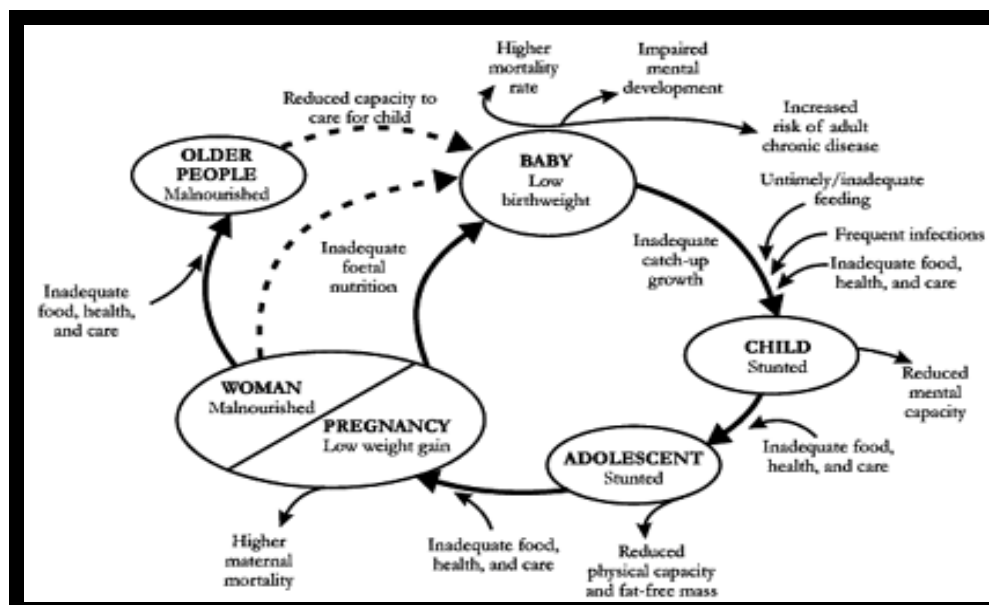 Higher
mortality
rate
Impaired
mental
development
Increased
risk of adult
chronic disease
Reduced capacity to
care for child
OLDER
PEOPLE
Malnourished
BABY
Low
birthweight
Untimely/inadequate
feeding
Frequent infections
Inadequate food,
health, and care
Inadequate
catch-up
growth
Inadequate
foetal
nutrition
Inadequate
food, health,
and care
CHILD
Stunted
Reduced
mental
capacity
WOMAN
Malnourished
PREGNANCY
Low weight gain
Inadequate food,
health, and care
ADOLESCENT
Stunted
Higher
maternal
mortality
Inadequate food,
health, and care
Reduced
physical capacity
and fat-free mass